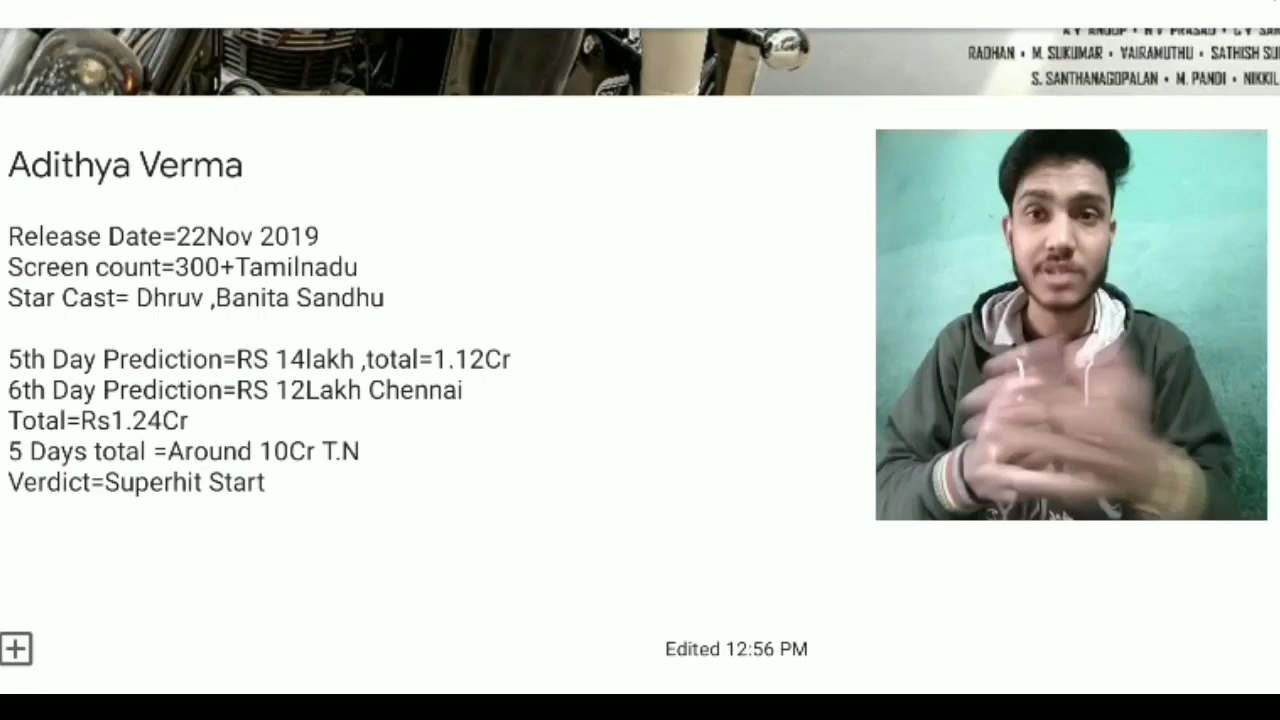 RADHAN • M. SUKUMAR • VAIRAMUTHU • SATHISH
S. SANTHANAGOPALAN • M. PANDI • NIKKIL
Adithya Verma
Release Date=22Nov 2019
Screen count=300+Tamilnadu
Star Cast= Dhruv ,Banita Sandhu
5th Day Prediction=RS 14lakh ,total=1.12Cr
6th Day Prediction=RS 12Lakh Chennai
Total=Rs1.24Cr
5 Days total =Around 10Cr T.N
Verdict=Superhit Start
Edited 12:56 PM